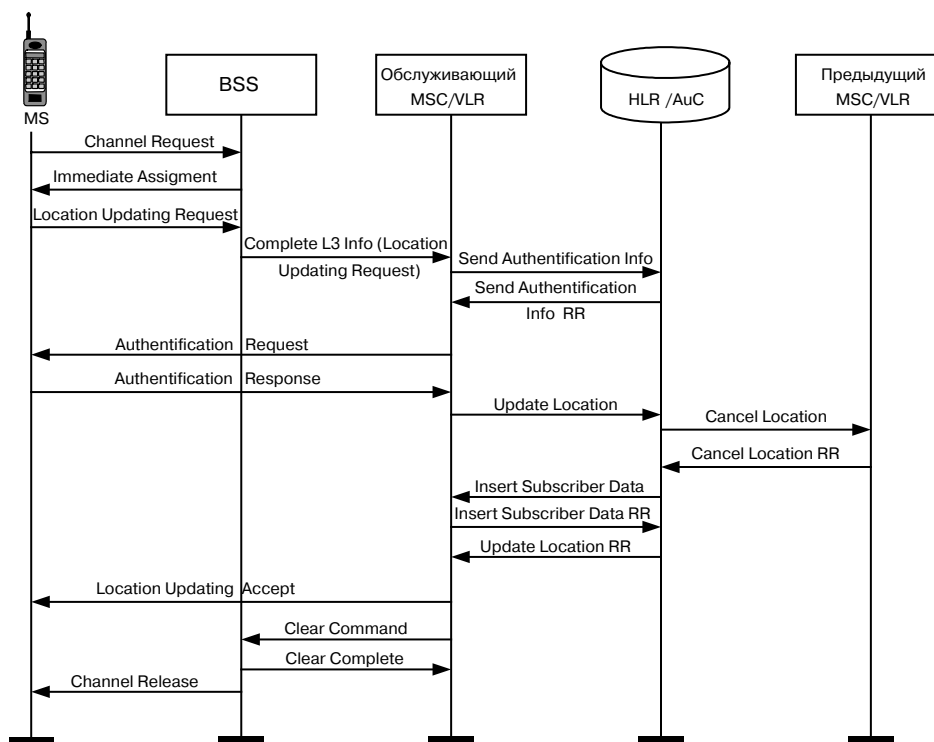 MS
BSS
Обслуживающий
MSC/VLR
HLR /AuC
Предыдущий
MSC/VLR
Channel Request
Immediate Assigment
Location Updating Request
Complete L3 Info (Location
Updating Request)
Send Authentification Info
Send Authentification
Info RR
Authentification Request
Authentification Response
Update Location
Cancel Location
Cancel Location RR
Insert Subscriber Data
Insert Subscriber Data RR
Update Location RR
Location Updating Accept
Clear Command
Clear Complete
Channel Release